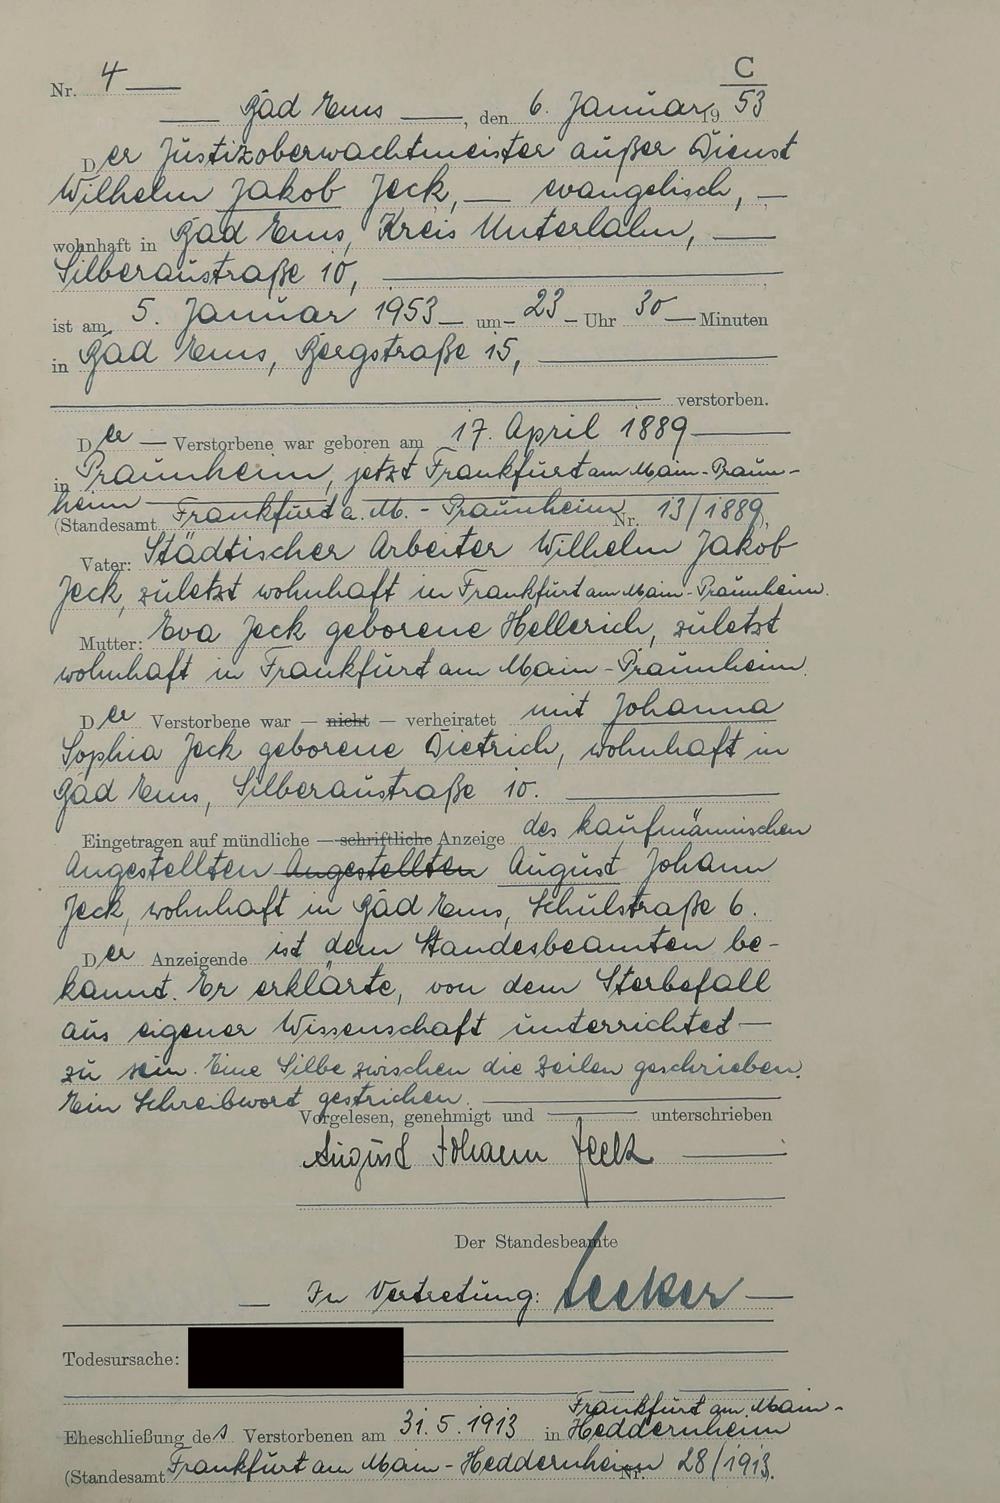 C
Nr. 4
Bad Ems, den 6. Januar 1953
Der Justizoberwachtmeister außer Dienst
Wilhelm Jakob Jeck, evangelisch,
wohnhaft in Bad Ems, Kreis Unterlahn,
Silberaustraße 10,
ist am 5. Januar 1953 um 23 Uhr 30 Minuten
in Bad Ems, Bergstraße 15,
verstorben.
Der Verstorbene war geboren am 17. April 1889
in Praunheim, jetzt Frankfurt am Main-Praun-
heim
(Standesamt Frankfurt a. M. - Praunheim Nr. 13/1889),
Vater: Städtischer Arbeiter Wilhelm Jakob
Jeck, zuletzt wohnhaft in Frankfurt am Main-Praunheim.
Mutter: Eva Jeck geborene Hellerich, zuletzt
wohnhaft in Frankfurt am Main-Praunheim.
Der Verstorbene war — nicht — verheiratet mit Johanna
Sophia Jeck geborene Dietrich, wohnhaft in
Bad Ems, Silberaustraße 10.
Eingetragen auf mündliche — schriftliche Anzeige des kaufmännischen
Angestellten Angestellten August Johann
Jeck, wohnhaft in Bad Ems, Schulstraße 6.
Der Anzeigende ist dem Standesbeamten be-
kannt. Er erklärte, von dem Sterbefall
aus eigener Wissenschaft unterrichtet
zu sein. Eine Silbe zwischen die Zeilen geschrieben.
Ein Schreibwort gestrichen.
Vorgelesen, genehmigt und unterschrieben
August Johann Jeck
Der Standesbeamte
In Vertretung:
Todesursache:
Frankfurt am Main-
Eheschließung des Verstorbenen am 31.5.1913 in Heddernheim
(Standesamt Frankfurt am Main-Heddernheim Nr. 28/1913).